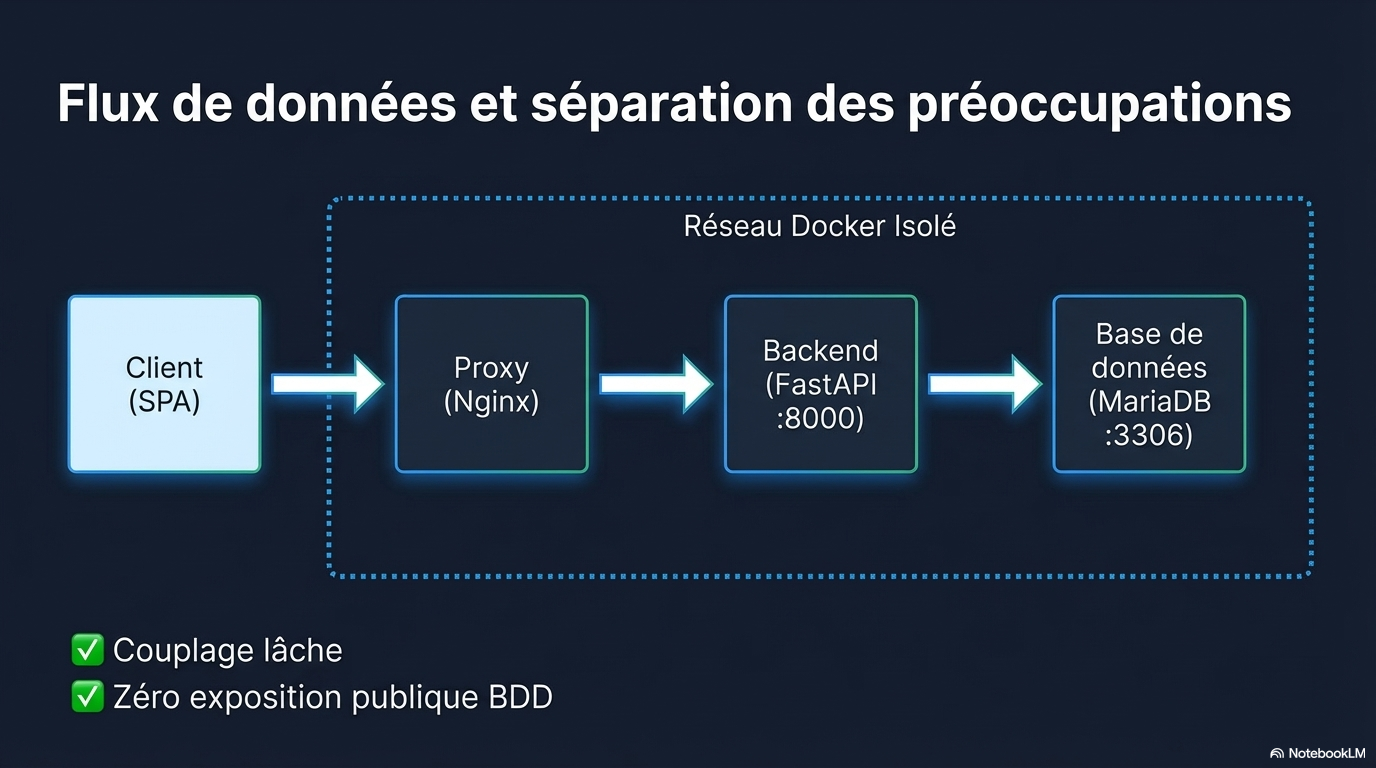 Flux de données et séparation des préoccupations
Réseau Docker Isolé
Client
(SPA)
Proxy
(Nginx)
Backend
(FastAPI
:8000)
Base de
données
(MariaDB
:3306)
✅ Couplage lâche
✅ Zéro exposition publique BDD
NotebookLM